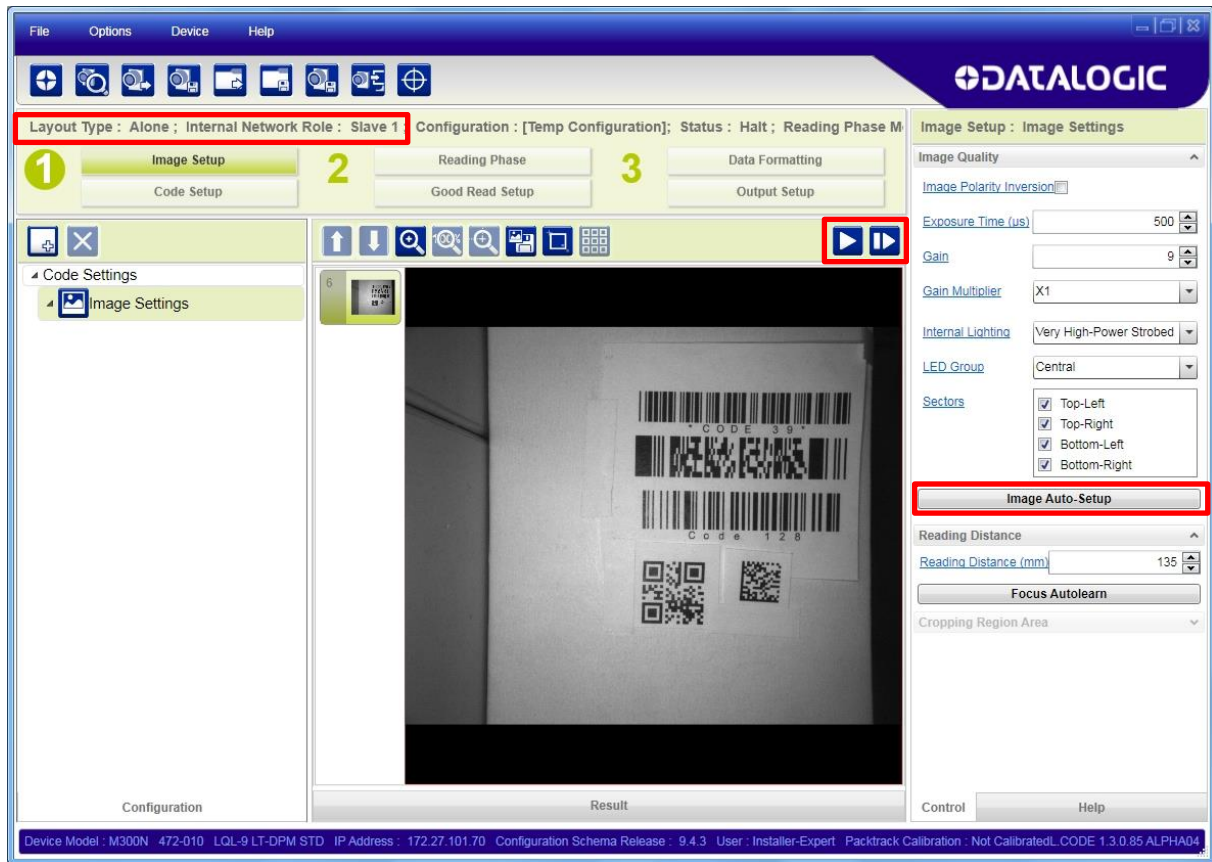 File Options Device Help
DATALOGIC
Layout Type : Alone ; Internal Network Role : Slave 1 ; Configuration : [Temp Configuration]; Status : Halt ; Reading Phase M
1 Image Setup 2 Reading Phase 3 Data Formatting
Code Setup Good Read Setup Output Setup
Code Settings
Image Settings
100%
6
* CODE 39 *
Code 128
Result
Configuration
Image Setup : Image Settings
Image Quality
Image Polarity Inversion
Exposure Time (us) 500
Gain 9
Gain Multiplier X1
Internal Lighting Very High-Power Strobed
LED Group Central
Sectors Top-Left
Top-Right
Bottom-Left
Bottom-Right
Image Auto-Setup
Reading Distance
Reading Distance (mm) 135
Focus Autolearn
Cropping Region Area
Control Help
Device Model : M300N 472-010 LQL-9 LT-DPM STD IP Address : 172.27.101.70 Configuration Schema Release : 9.4.3 User : Installer-Expert Packtrack Calibration : Not CalibratedL.CODE 1.3.0.85 ALPHA04